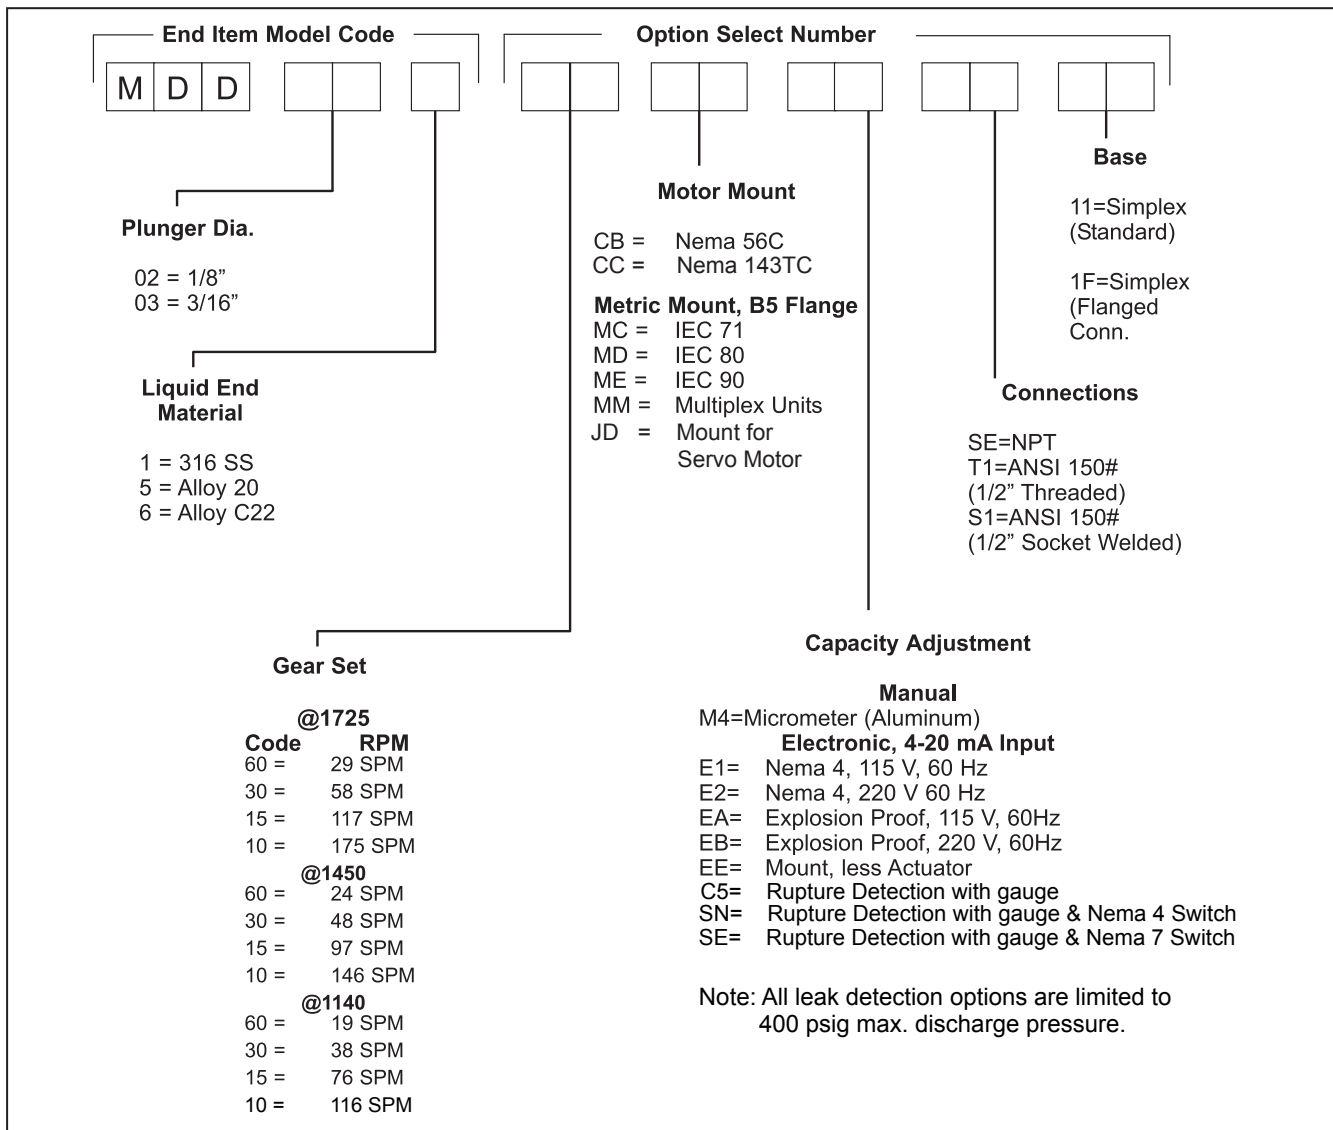 End Item Model Code
Option Select Number
M D D
Plunger Dia.
02 = 1/8”
03 = 3/16”
Liquid End
Material
1 = 316 SS
5 = Alloy 20
6 = Alloy C22
Motor Mount
CB = Nema 56C
CC = Nema 143TC
Metric Mount, B5 Flange
MC = IEC 71
MD = IEC 80
ME = IEC 90
MM = Multiplex Units
JD = Mount for
Servo Motor
Base
11=Simplex
(Standard)
1F=Simplex
(Flanged
Conn.
Connections
SE=NPT
T1=ANSI 150#
(1/2” Threaded)
S1=ANSI 150#
(1/2” Socket Welded)
Gear Set
@1725
Code RPM
60 = 29 SPM
30 = 58 SPM
15 = 117 SPM
10 = 175 SPM
@1450
60 = 24 SPM
30 = 48 SPM
15 = 97 SPM
10 = 146 SPM
@1140
60 = 19 SPM
30 = 38 SPM
15 = 76 SPM
10 = 116 SPM
Capacity Adjustment
Manual
M4=Micrometer (Aluminum)
Electronic, 4-20 mA Input
E1= Nema 4, 115 V, 60 Hz
E2= Nema 4, 220 V 60 Hz
EA= Explosion Proof, 115 V, 60Hz
EB= Explosion Proof, 220 V, 60Hz
EE= Mount, less Actuator
C5= Rupture Detection with gauge
SN= Rupture Detection with gauge & Nema 4 Switch
SE= Rupture Detection with gauge & Nema 7 Switch
Note: All leak detection options are limited to
400 psig max. discharge pressure.